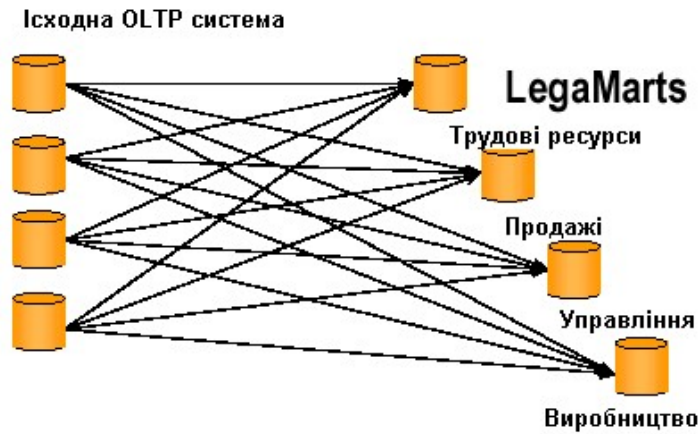 Ісходна OLTP система
LegaMarts
Трудові ресурси
Продажі
Управління
Виробництво